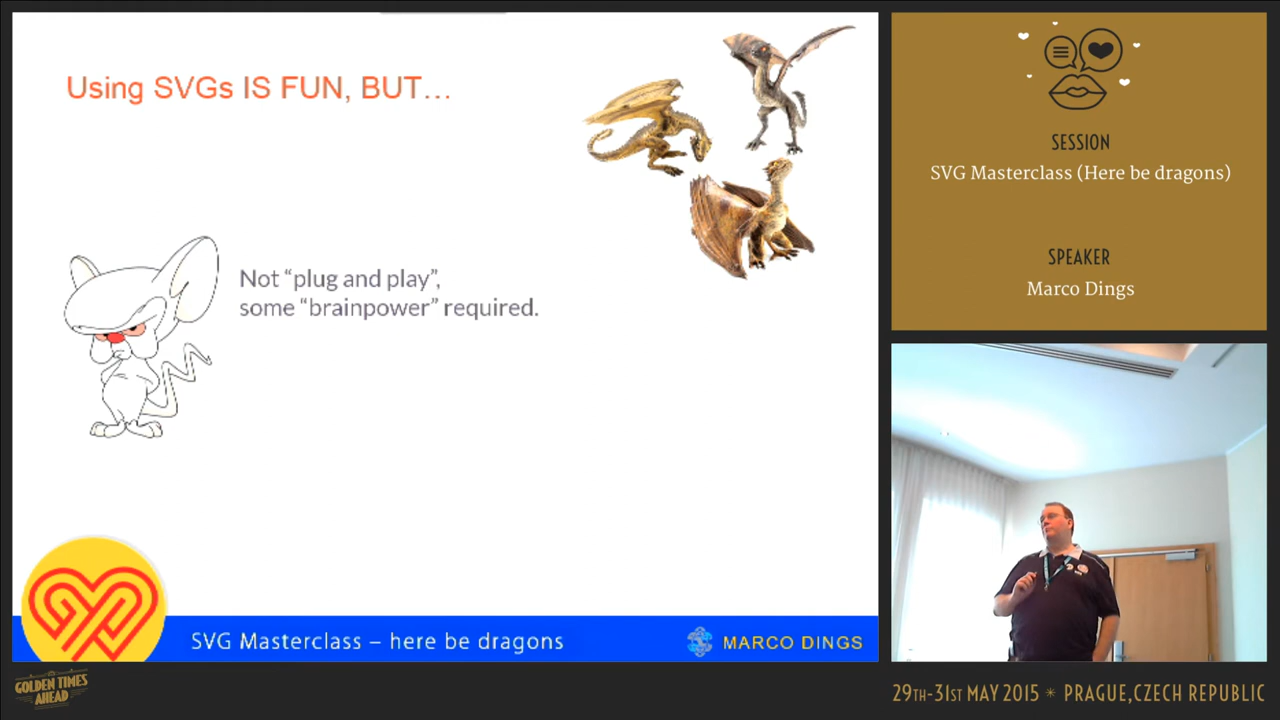 Using SVGs IS FUN, BUT…
Not “plug and play”,
some “brainpower” required.
SVG Masterclass – here be dragons
MARCO DINGS
SESSION
SVG Masterclass (Here be dragons)
SPEAKER
Marco Dings
GOLDEN TIMES
AHEAD
29TH-31ST MAY 2015 * PRAGUE, CZECH REPUBLIC